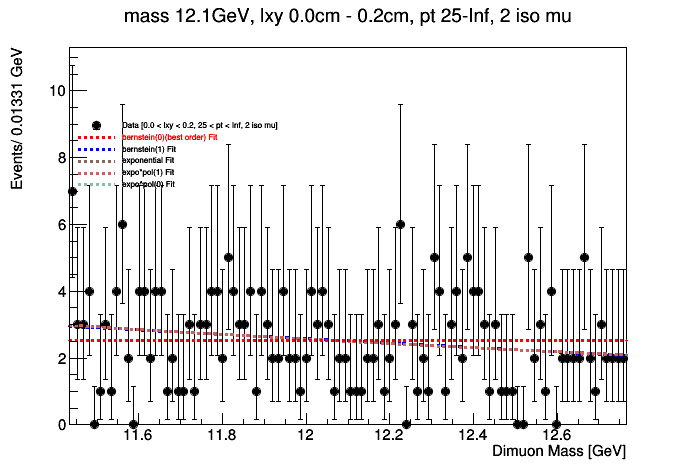 mass 12.1GeV, lxy 0.0cm - 0.2cm, pt 25-Inf, 2 iso mu
Events/ 0.01331 GeV
10
8
6
4
2
0
Data [0.0 < lxy < 0.2, 25 < pt < Inf, 2 iso mu]
bernstein(0)(best order) Fit
bernstein(1) Fit
exponential Fit
expo*pol(1) Fit
expo*pol(0) Fit
11.6 11.8 12 12.2 12.4 12.6
Dimuon Mass [GeV]